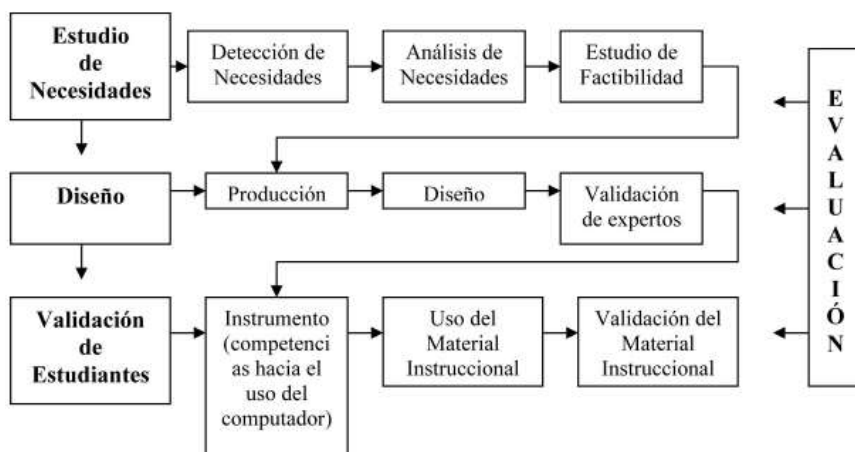 Estudio
de
Necesidades
Detección de
Necesidades
Análisis de
Necesidades
Estudio de
Factibilidad
Diseño
Producción
Diseño
Validación
de expertos
Validación
de
Estudiantes
Instrumento
(competenci
as hacia el
uso del
computador)
Uso del
Material
Instruccional
Validación del
Material
Instruccional
E
V
A
L
U
A
C
I
Ó
N